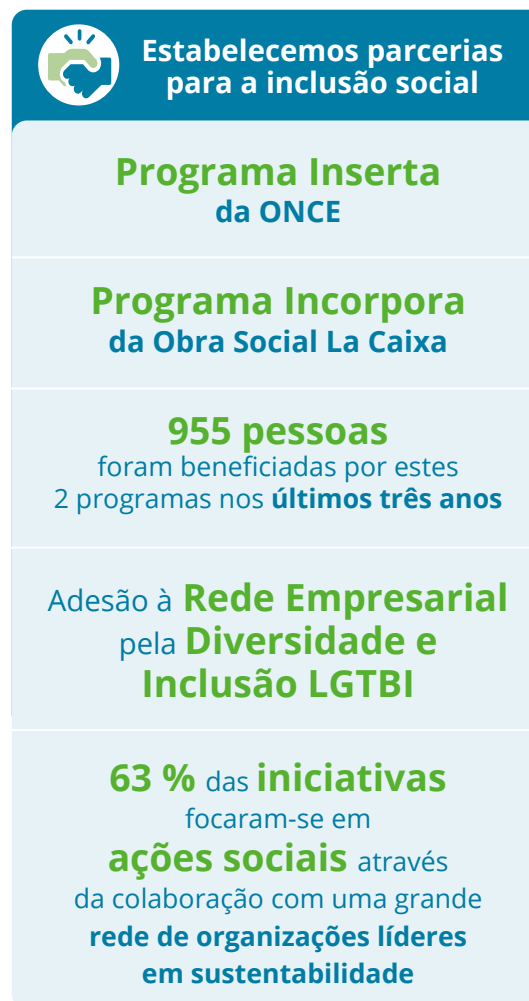 Estabelecemos parcerias
para a inclusão social
Programa Inserta
da ONCE
Programa Incorpora
da Obra Social La Caixa
955 pessoas
foram beneficiadas por estes
2 programas nos últimos três anos
Adesão à Rede Empresarial
pela Diversidade e
Inclusão LGTBI
63 % das iniciativas
focaram-se em
ações sociais através
da colaboração com uma grande
rede de organizações líderes
em sustentabilidade